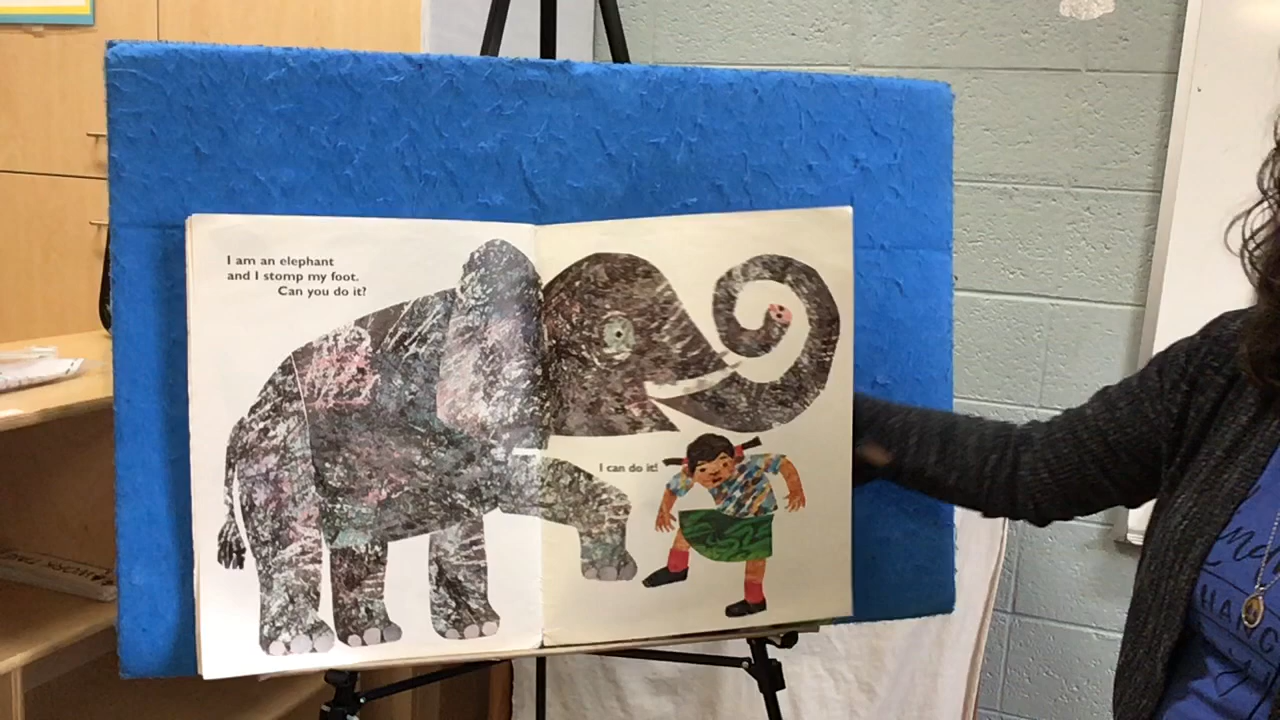 I am an elephant
and I stomp my foot.
Can you do it?
I can do it!